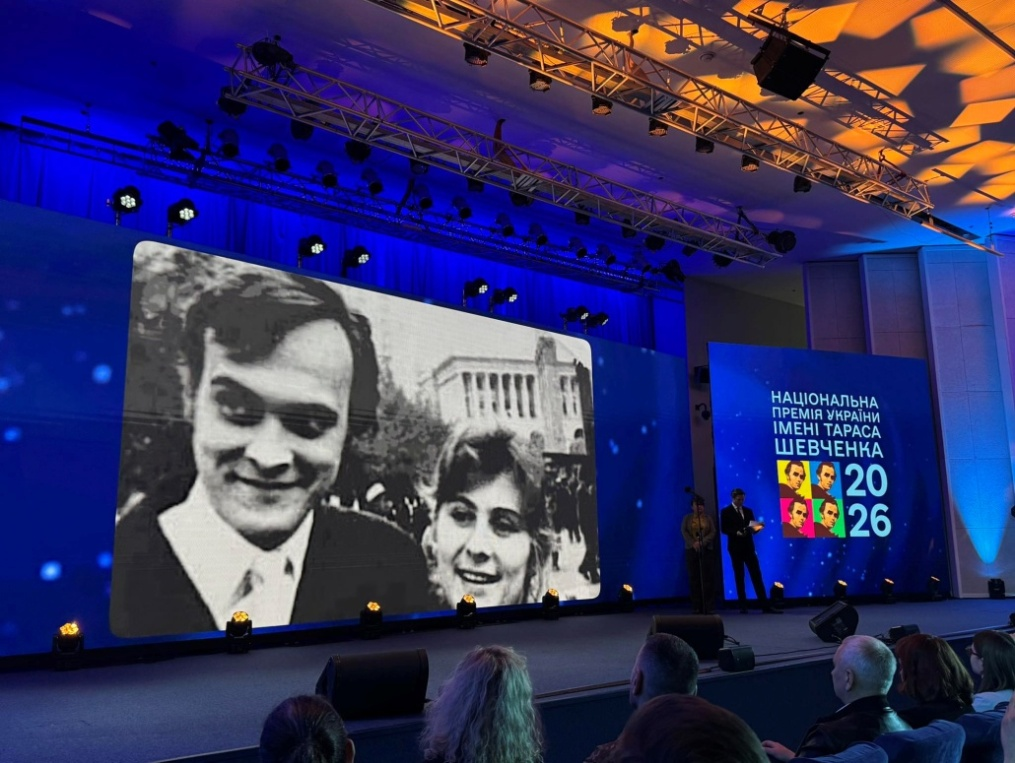 НАЦІОНАЛЬНА
ПРЕМІЯ УКРАЇНИ
ІМЕНІ ТАРАСА
ШЕВЧЕНКА
20
26